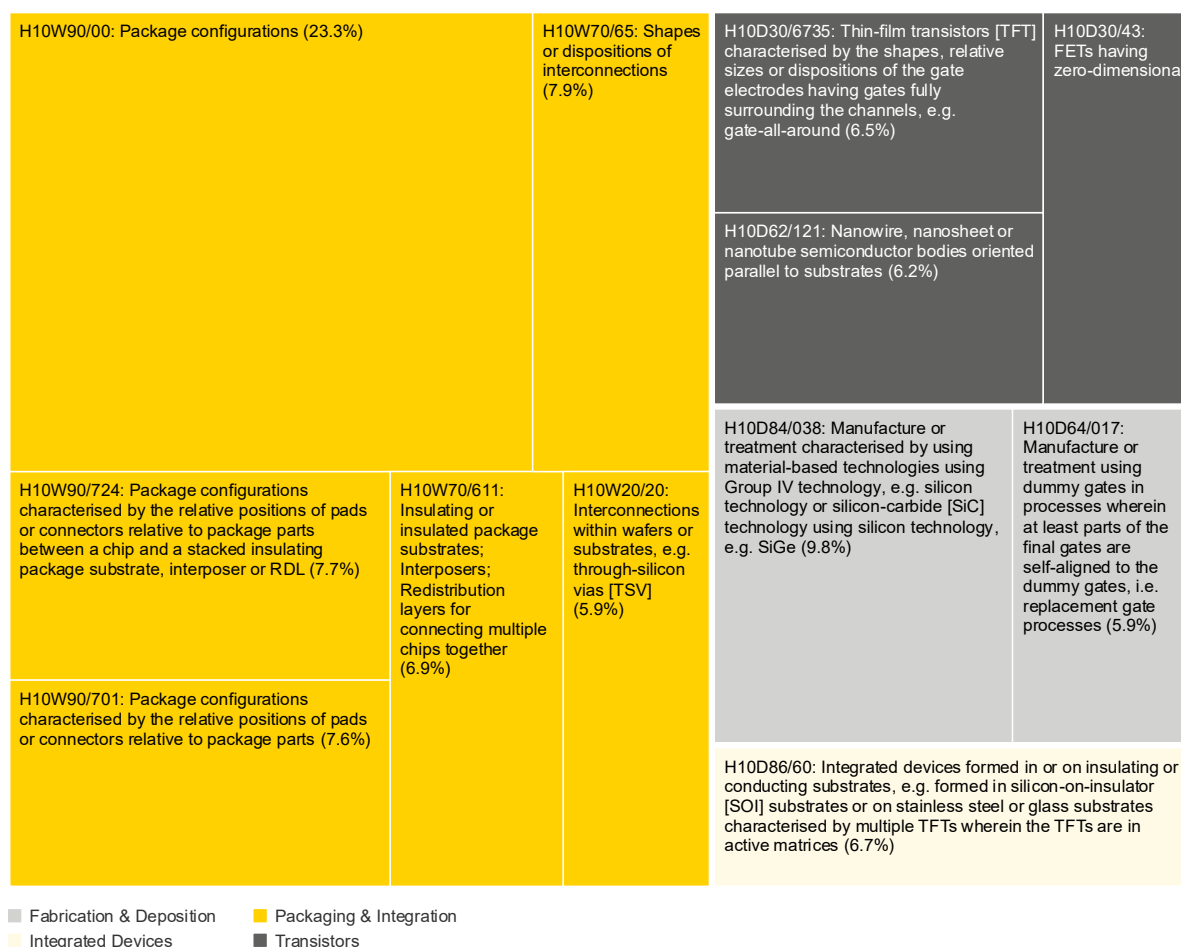 H10W90/00: Package configurations (23.3%)
H10W70/65: Shapes
or dispositions of
interconnections
(7.9%)
H10D30/6735: Thin-film transistors [TFT]
characterised by the shapes, relative
sizes or dispositions of the gate
electrodes having gates fully
surrounding the channels, e.g.
gate-all-around (6.5%)
H10D30/43:
FETs having
zero-dimensiona
H10D62/121: Nanowire, nanosheet or
nanotube semiconductor bodies oriented
parallel to substrates (6.2%)
H10D84/038: Manufacture or
treatment characterised by using
material-based technologies using
Group IV technology, e.g. silicon
technology or silicon-carbide [SiC]
technology using silicon technology,
e.g. SiGe (9.8%)
H10D64/017:
Manufacture or
treatment using
dummy gates in
processes wherein
at least parts of the
final gates are
self-aligned to the
dummy gates, i.e.
replacement gate
processes (5.9%)
H10W90/724: Package configurations
characterised by the relative positions of pads
or connectors relative to package parts
between a chip and a stacked insulating
package substrate, interposer or RDL (7.7%)
H10W70/611:
Insulating or
insulated package
substrates;
Interposers;
Redistribution
layers for
connecting multiple
chips together
(6.9%)
H10W20/20:
Interconnections
within wafers or
substrates, e.g.
through-silicon
vias [TSV]
(5.9%)
H10W90/701: Package configurations
characterised by the relative positions of pads
or connectors relative to package parts (7.6%)
H10D86/60: Integrated devices formed in or on insulating or
conducting substrates, e.g. formed in silicon-on-insulator
[SOI] substrates or on stainless steel or glass substrates
characterised by multiple TFTs wherein the TFTs are in
active matrices (6.7%)
Fabrication & Deposition
Packaging & Integration
Integrated Devices
Transistors